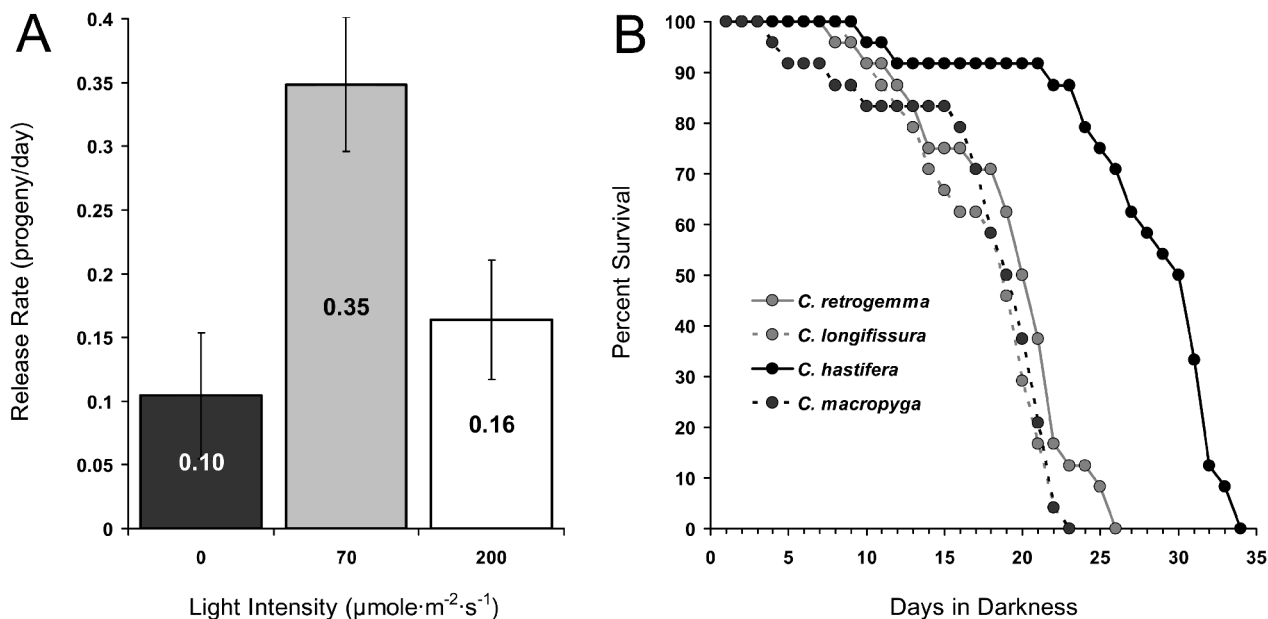 A
Release Rate (progeny/day)
0.4
0.35
0.3
0.25
0.2
0.15
0.1
0.05
0
0.10
0.35
0.16
0 70 200
Light Intensity (µmole·m-2·s-1)
B
Percent Survival
100
90
80
70
60
50
40
30
20
10
0
C. retrogemma
C. longifissura
C. hastifera
C. macropyga
0 5 10 15 20 25 30 35
Days in Darkness